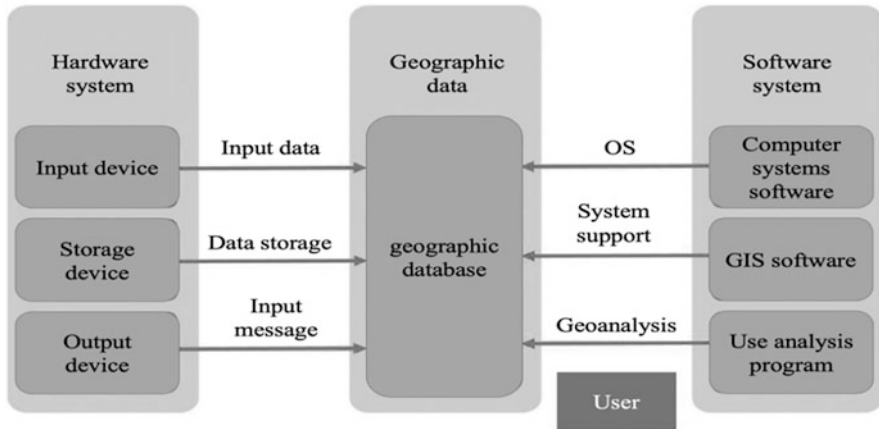 Hardware
system
Input device
Storage
device
Output
device
Input data
Data storage
Input
message
Geographic
data
geographic
database
OS
System
support
Geoanalysis
User
Software
system
Computer
systems
software
GIS software
Use analysis
program